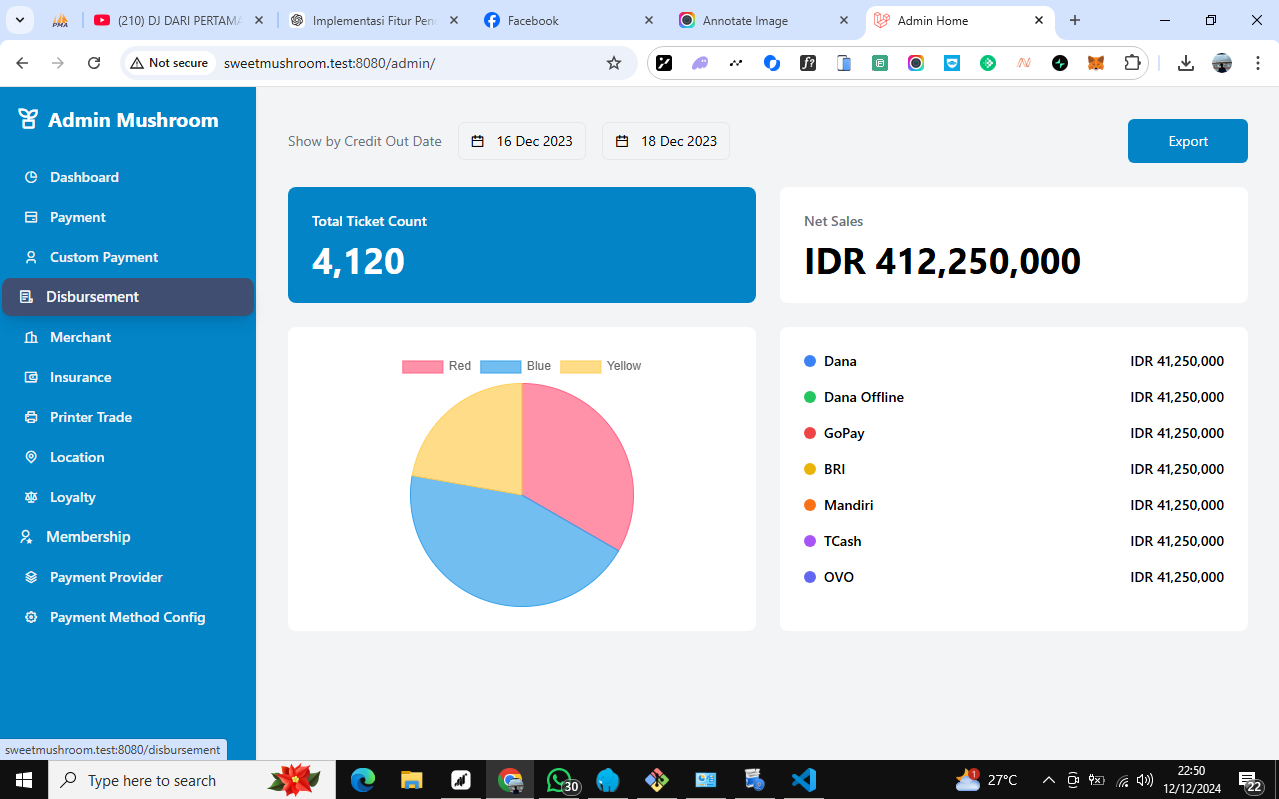 (210) DJ DARI PERTAMA
Implementasi Fitur Pen
Facebook
Annotate Image
Admin Home
Not secure
sweetmushroom.test:8080/admin/
Admin Mushroom
Dashboard
Payment
Custom Payment
Disbursement
Merchant
Insurance
Printer Trade
Location
Loyalty
Membership
Payment Provider
Payment Method Config
Show by Credit Out Date
16 Dec 2023
18 Dec 2023
Export
Total Ticket Count
4,120
Net Sales
IDR 412,250,000
Red
Blue
Yellow
Dana IDR 41,250,000
Dana Offline IDR 41,250,000
GoPay IDR 41,250,000
BRI IDR 41,250,000
Mandiri IDR 41,250,000
TCash IDR 41,250,000
OVO IDR 41,250,000
sweetmushroom.test:8080/disbursement
Type here to search
30
1
27°C
22:50
12/12/2024
22